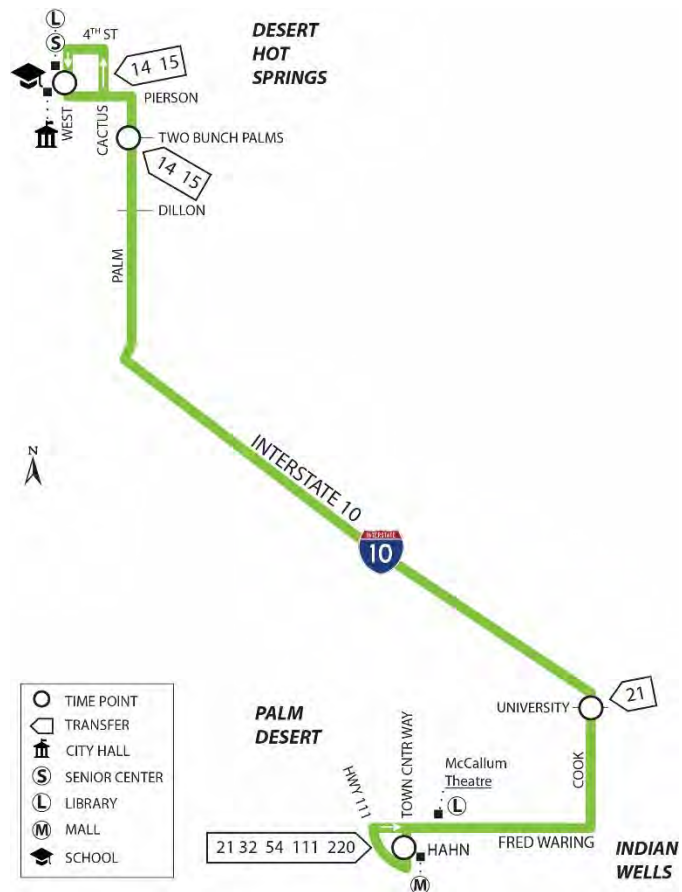 L
S
4TH ST
DESERT
HOT
SPRINGS
14 15
PIERSON
WEST
CACTUS
TWO BUNCH PALMS
14 15
DILLON
PALM
N
INTERSTATE 10
INTERSTATE
10
TIME POINT
TRANSFER
CITY HALL
S SENIOR CENTER
L LIBRARY
M MALL
SCHOOL
PALM
DESERT
UNIVERSITY
21
COOK
HWY 111
TOWN CNTR WAY
McCallum
Theatre
L
21 32 54 111 220
HAHN
FRED WARING
M
INDIAN
WELLS